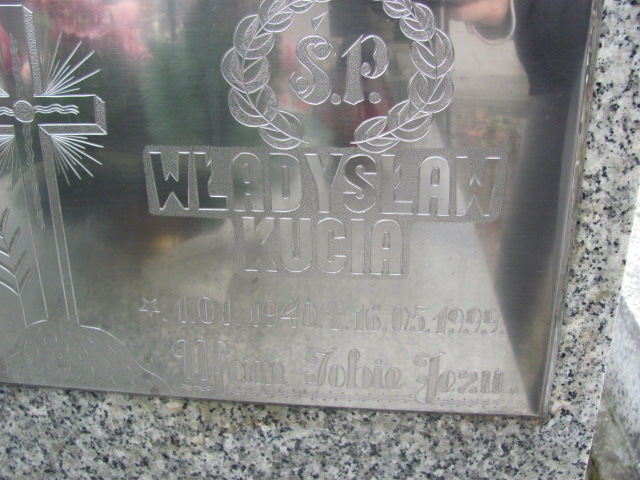 Ś.P.
WŁADYSŁAW
KUCIA
*. 1.01.1940. †. 16.05.1999.
Ufam Tobie Jezu.